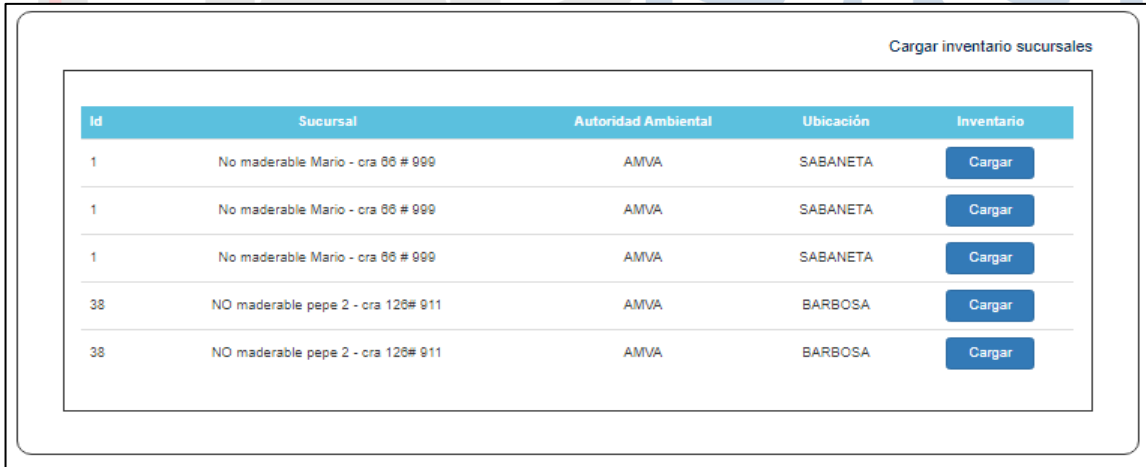 Cargar inventario sucursales
Id Sucursal Autoridad Ambiental Ubicación Inventario
1 No maderable Mario - cra 66 # 999 AMVA SABANETA Cargar
1 No maderable Mario - cra 66 # 999 AMVA SABANETA Cargar
1 No maderable Mario - cra 66 # 999 AMVA SABANETA Cargar
38 NO maderable pepe 2 - cra 126# 911 AMVA BARBOSA Cargar
38 NO maderable pepe 2 - cra 126# 911 AMVA BARBOSA Cargar